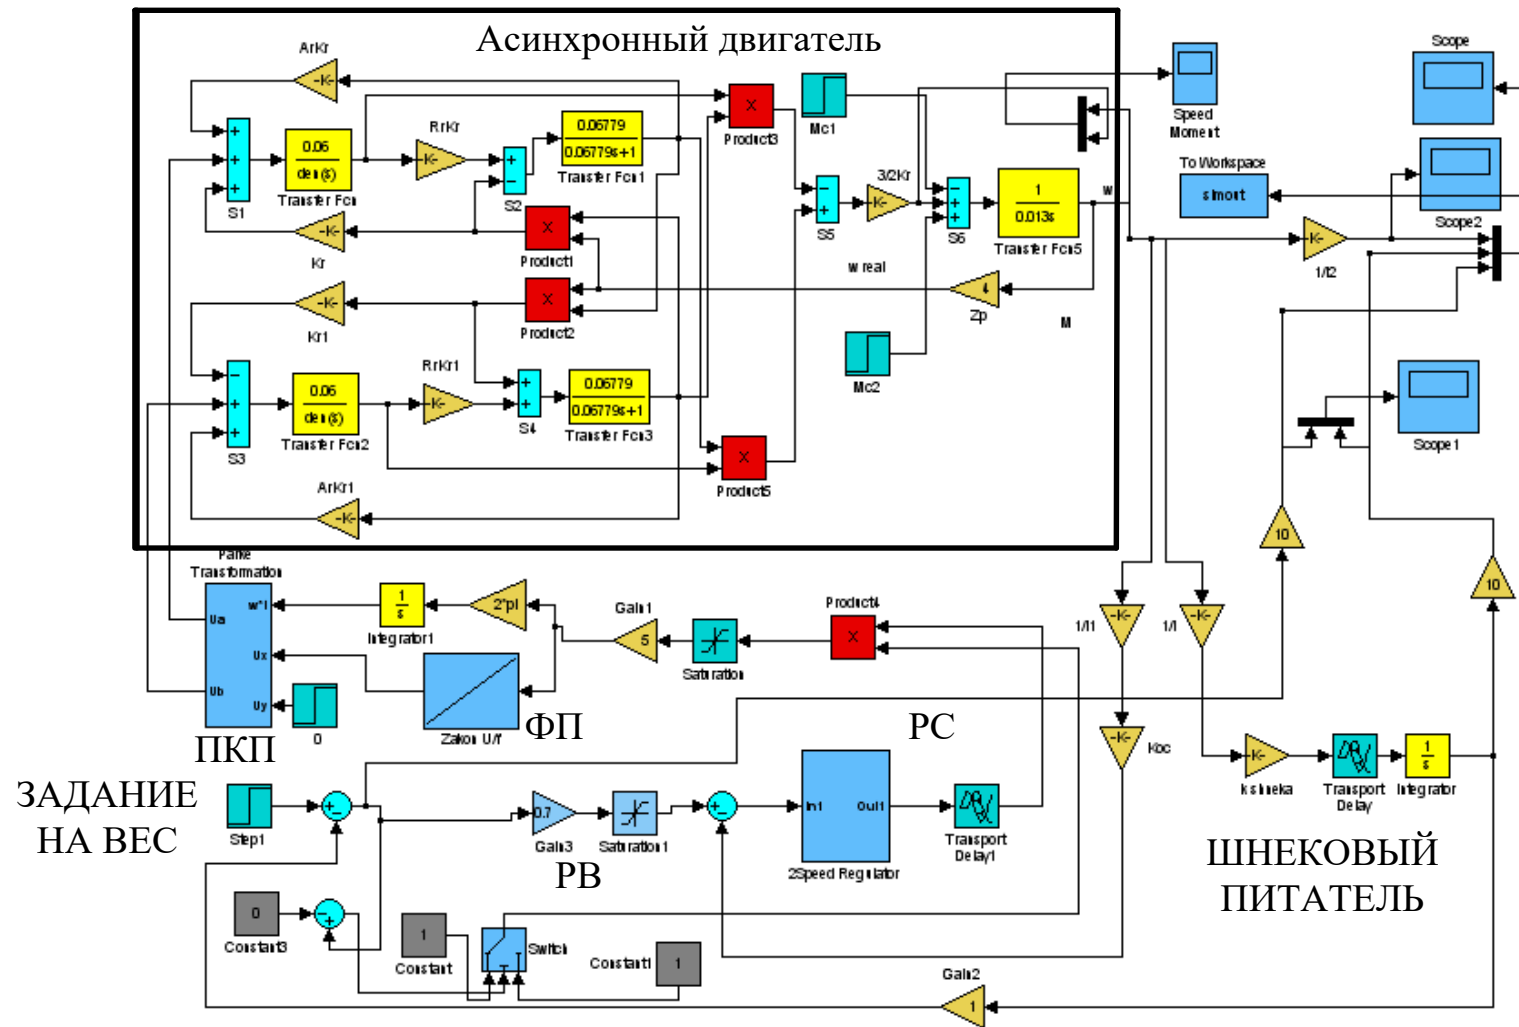 Асинхронный двигатель
ArKr
-K-
S1
0.06
den(s)
Transfer Fcn
RrKr
-K-
S2
0.06779
0.06779s+1
Transfer Fcn1
-K-
Kr
X
Product1
X
Product3
Mc1
3/2Kr
-K-
S5
S6
1
0.013s
Transfer Fcn5
w
w real
4
Zp
M
Mc2
-K-
Kr1
X
Product2
S3
0.06
den(s)
Transfer Fcn2
RrKr1
-K-
S4
0.06779
0.06779s+1
Transfer Fcn3
X
Product5
ArKr1
-K-
Speed
Moment
Scope
To Workspace
simout
Scope2
K-
1/I2
Scope1
10
10
Parke
Transformation
w*t
Ua
Ux
Ub
Uy
0
1
s
Integrator1
2*pi
Zakon U/f
Gain1
5
Saturation
Product4
X
1/I1
-K-
1/I
-K-
ПКП
ФП
РС
-K-
Koc
ЗАДАНИЕ
НА ВЕС
Step1
0.7
Gain3
Saturation1
РВ
In1
Out1
2Speed Regulator
Transport
Delay1
-K-
k shneka
Transport
Delay
1
s
Integrator
ШНЕКОВЫЙ
ПИТАТЕЛЬ
0
Constant3
1
Constant
Switch
Constant1
1
Gain2
1